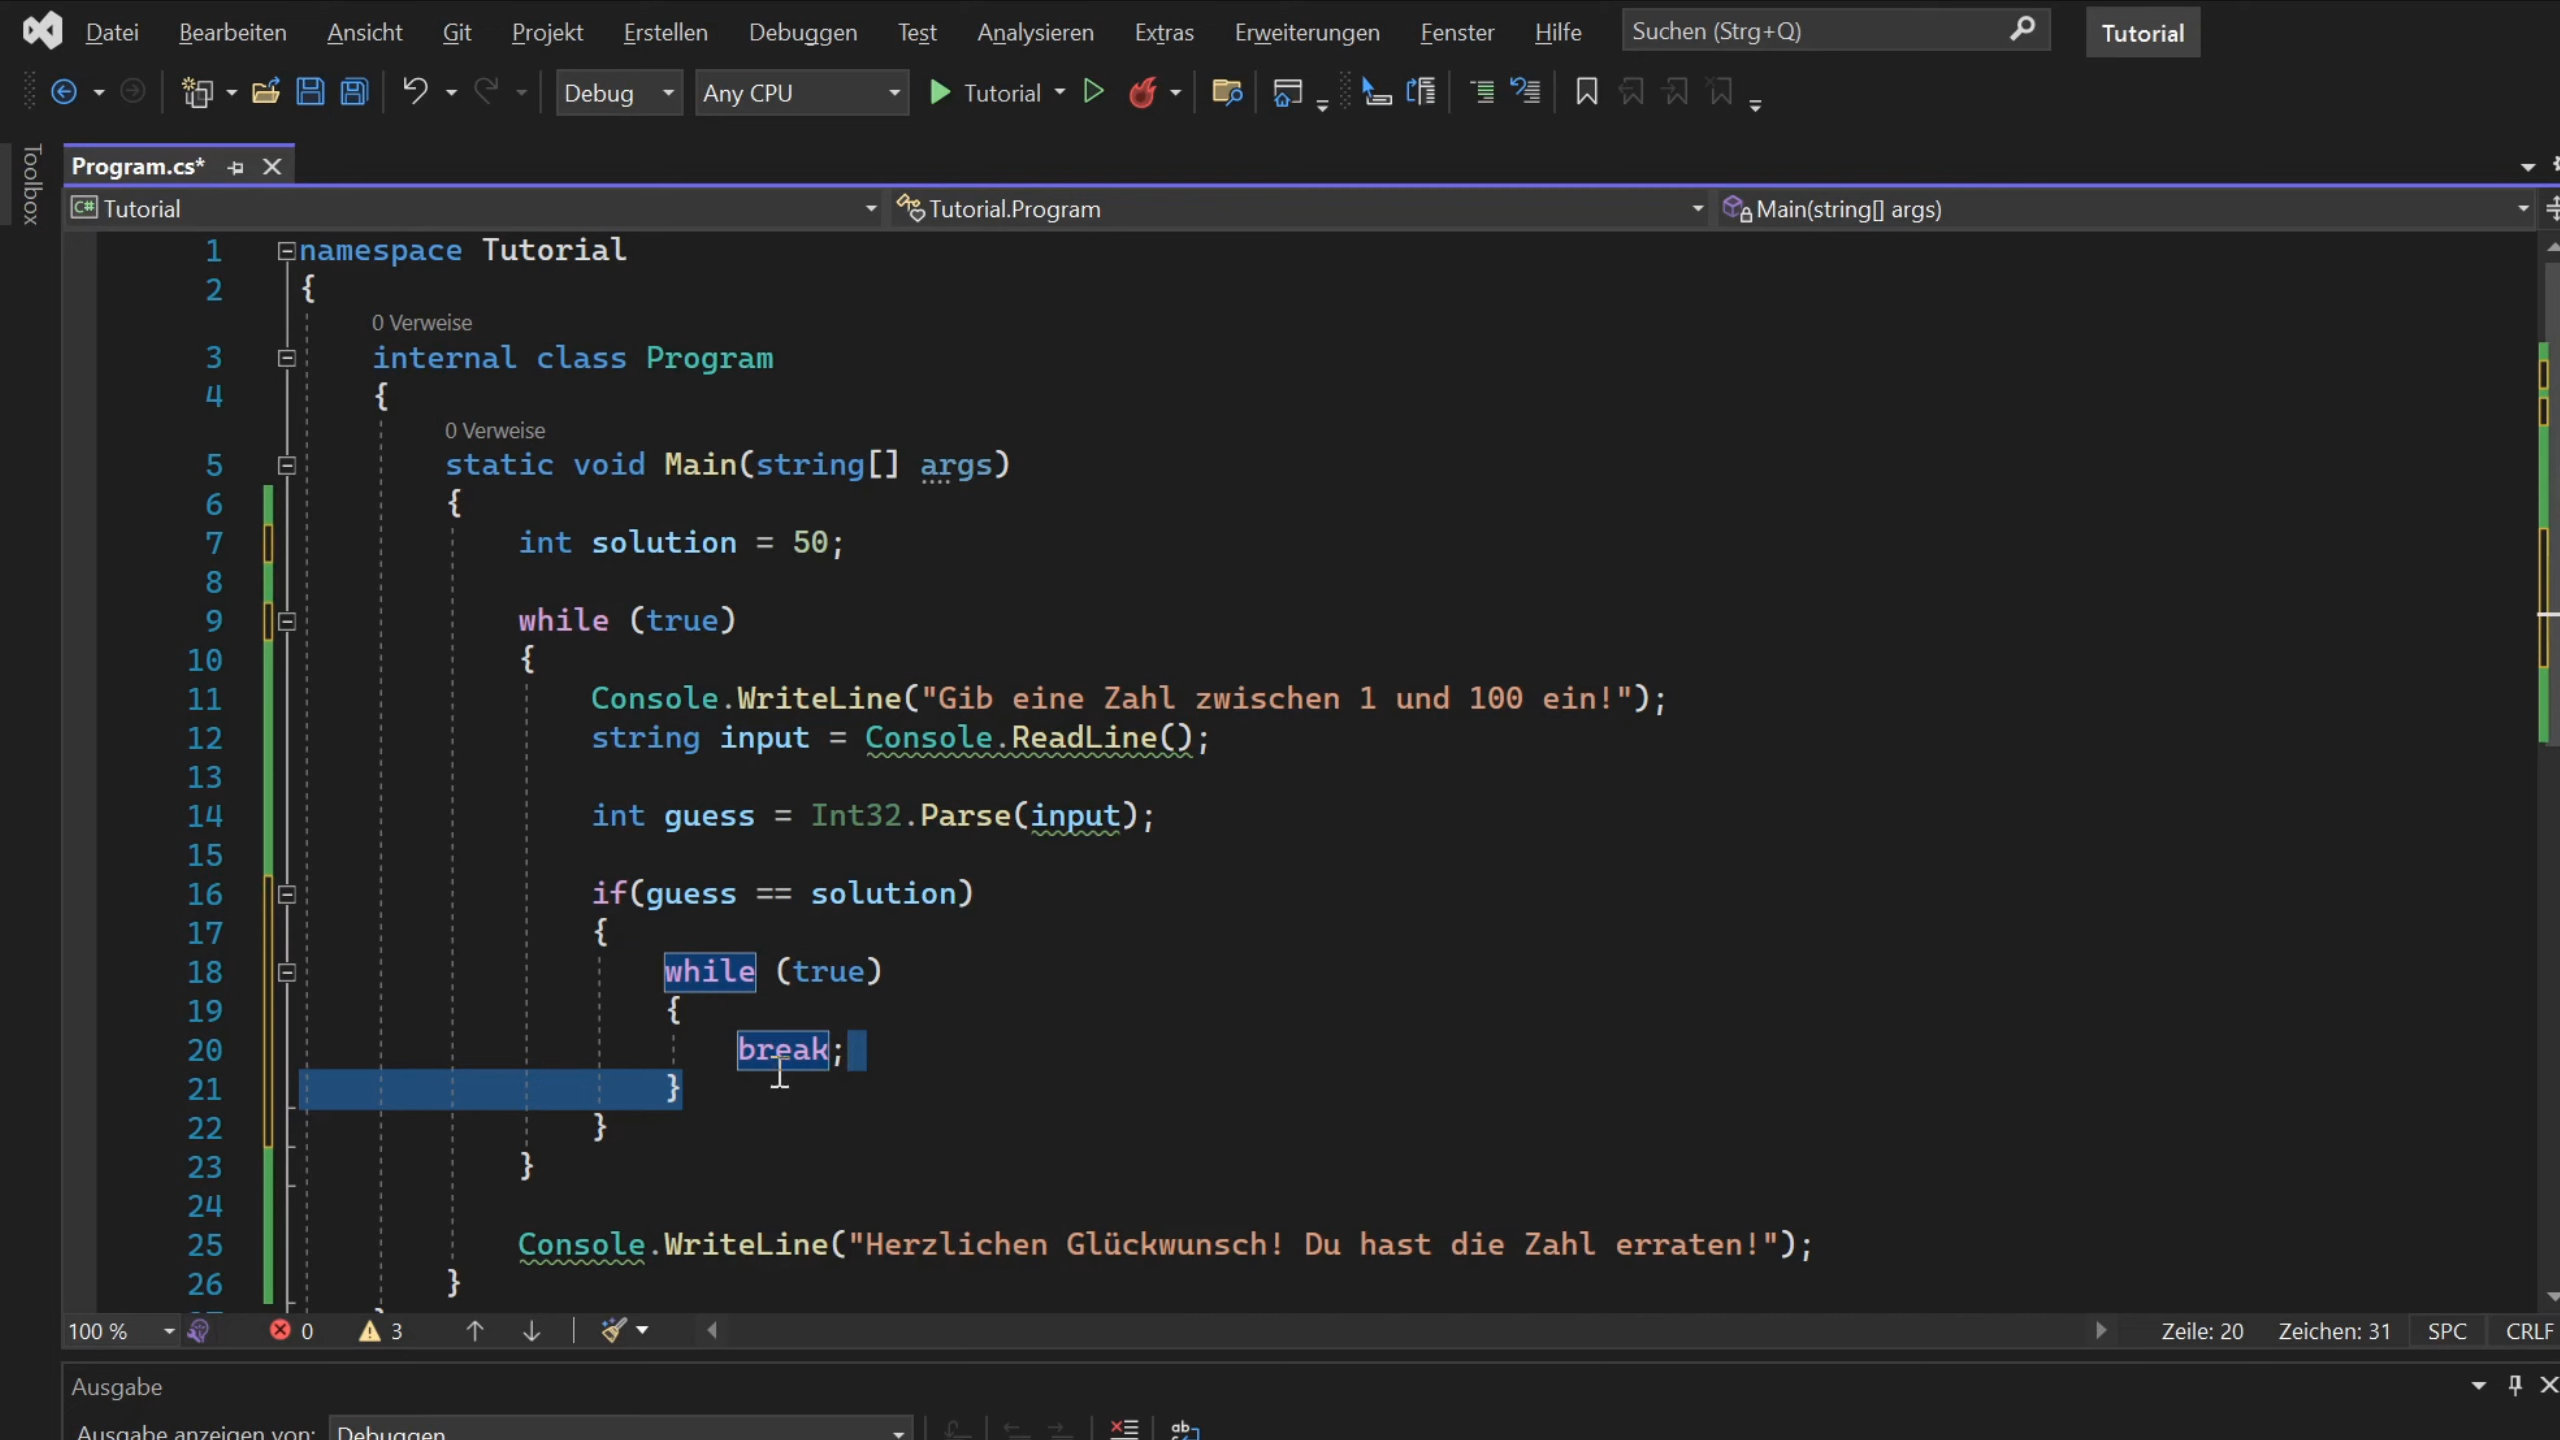 Datei Bearbeiten Ansicht Git Projekt Erstellen Debuggen Test Analysieren Extras Erweiterungen Fenster Hilfe Suchen (Strg+Q) Tutorial
Debug Any CPU Tutorial
Toolbox
Program.cs*
C# Tutorial Tutorial.Program Main(string[] args)
1 namespace Tutorial
2 {
0 Verweise
3 internal class Program
4 {
0 Verweise
5 static void Main(string[] args)
6 {
7 int solution = 50;
8
9 while (true)
10 {
11 Console.WriteLine("Gib eine Zahl zwischen 1 und 100 ein!");
12 string input = Console.ReadLine();
13
14 int guess = Int32.Parse(input);
15
16 if(guess == solution)
17 {
18 while (true)
19 {
20 break;
21 }
22 }
23 }
24
25 Console.WriteLine("Herzlichen Glückwunsch! Du hast die Zahl erraten!");
26 }
100 % 0 3 Zeile: 20 Zeichen: 31 SPC CRLF
Ausgabe
Ausgabe anzeigen von: Debuggen